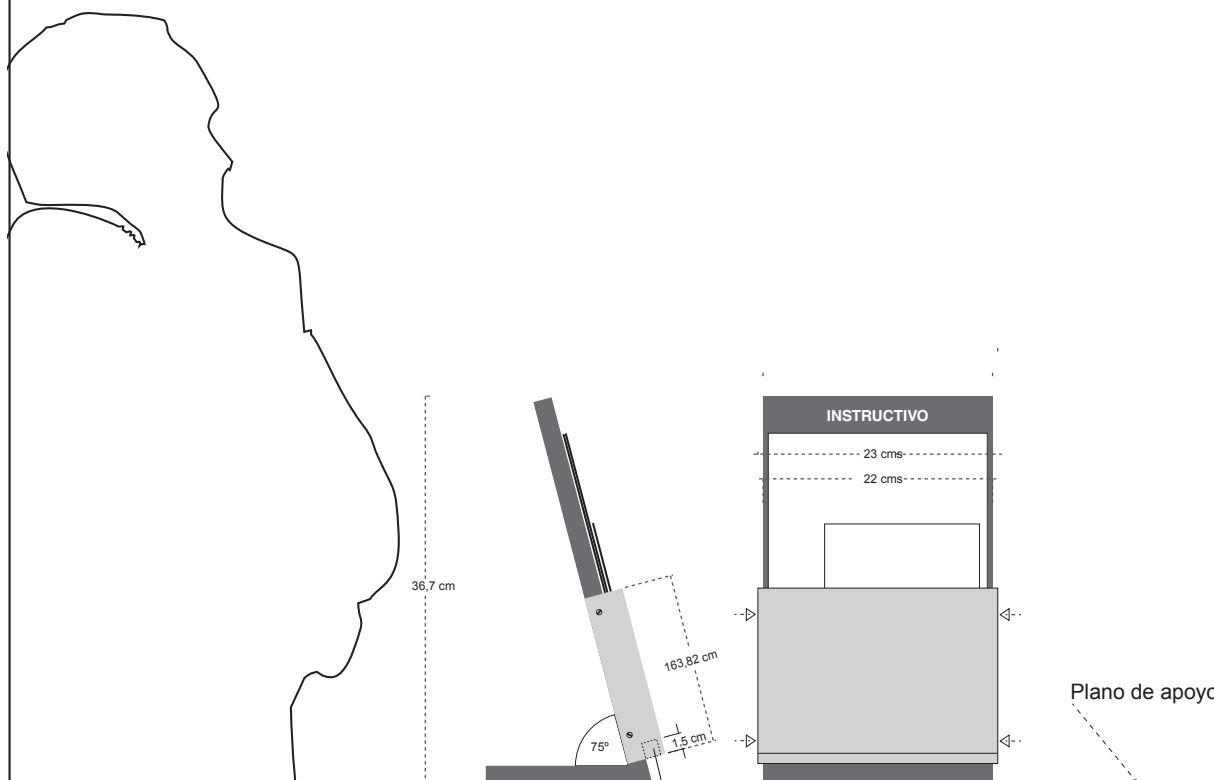 INSTRUCTIVO
23 cms
22 cms
36,7 cm
163,82 cm
Plano de apoyo
1,5 cm
75º